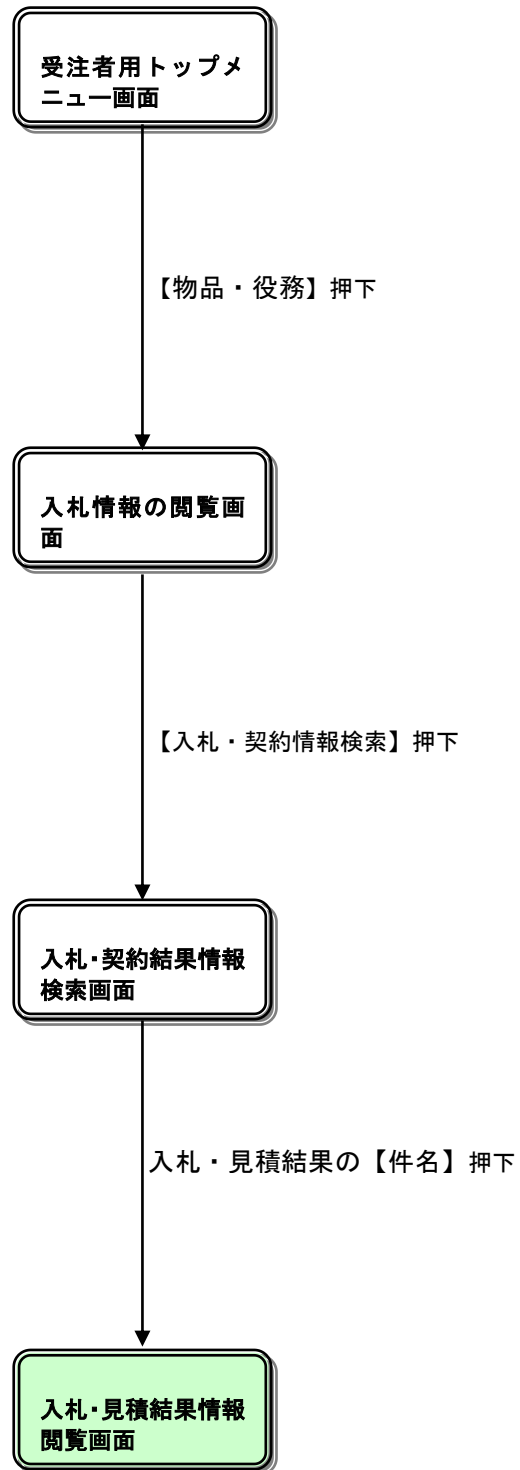 受注者用トップメ
ニュー画面
【物品・役務】押下
入札情報の閲覧画
面
【入札・契約情報検索】押下
入札・契約結果情報
検索画面
入札・見積結果の【件名】押下
入札・見積結果情報
閲覧画面